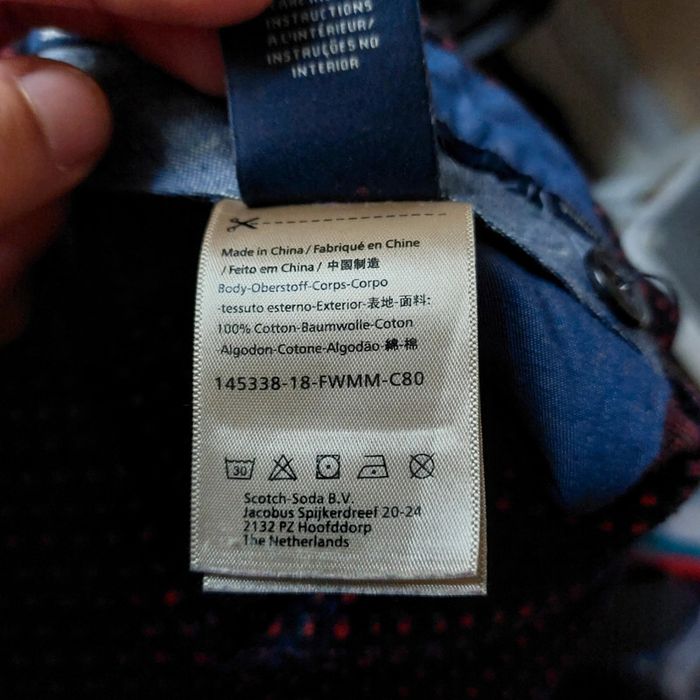 CARE
INSTRUCTIONS
À L'INTÉRIEUR/
INSTRUÇÕES NO
INTERIOR
Made in China/Fabriqué en Chine
/Feito em China/ 中國制造
Body-Oberstoff-Corps-Corpo
-tessuto esterno-Exterior-表地-面料:
100% Cotton-Baumwolle-Coton
-Algodon-Cotone-Algodão-綿-棉
145338-18-FWMM-C80
30
Scotch-Soda B.V.
Jacobus Spijkerdreef 20-24
2132 PZ Hoofddorp
The Netherlands